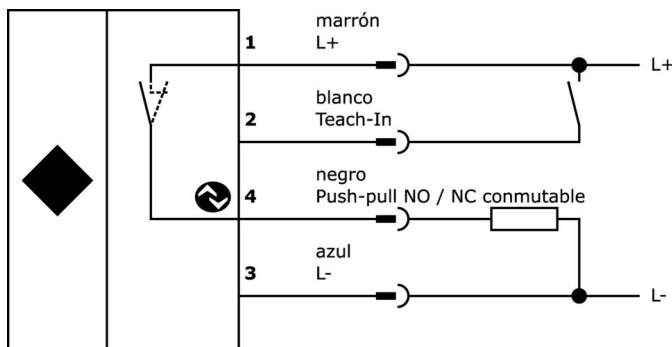 marrón
1 L+ L+
blanco
2 Teach-In
negro
4 Push-pull NO / NC conmutable
azul
3 L- L-